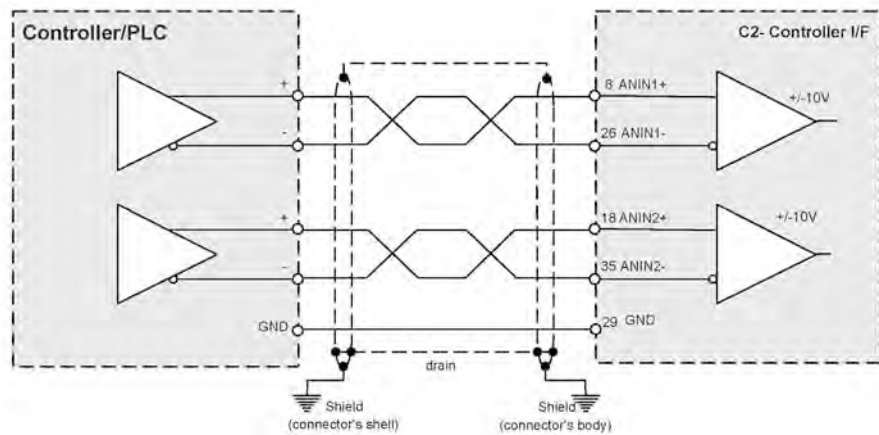 Controller/PLC
C2- Controller I/F
+
8 ANIN1+
+/-10V
-
26 ANIN1-
+
18 ANIN2+
+/-10V
-
35 ANIN2-
GND
29 GND
drain
Shield
(connector's shell)
Shield
(connector's body)